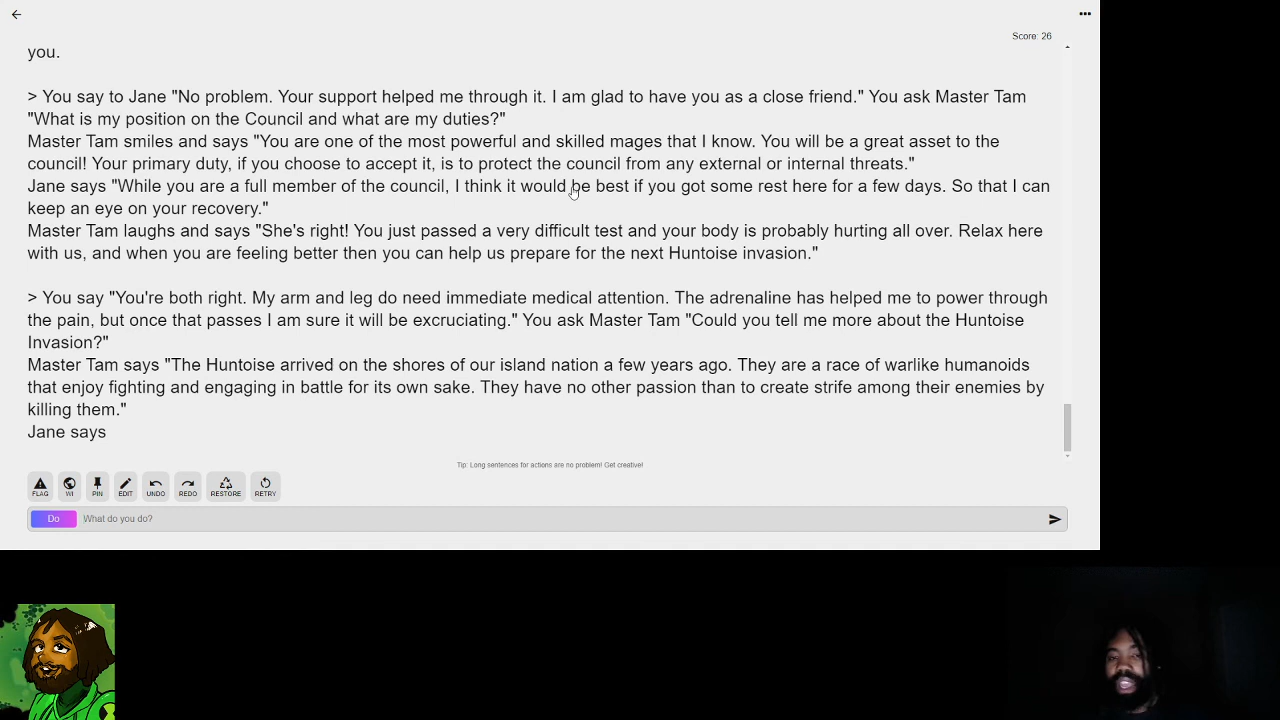 Score: 26
you.
> You say to Jane "No problem. Your support helped me through it. I am glad to have you as a close friend." You ask Master Tam
"What is my position on the Council and what are my duties?"
Master Tam smiles and says "You are one of the most powerful and skilled mages that I know. You will be a great asset to the
council! Your primary duty, if you choose to accept it, is to protect the council from any external or internal threats."
Jane says "While you are a full member of the council, I think it would be best if you got some rest here for a few days. So that I can
keep an eye on your recovery."
Master Tam laughs and says "She's right! You just passed a very difficult test and your body is probably hurting all over. Relax here
with us, and when you are feeling better then you can help us prepare for the next Huntoise invasion."
> You say "You're both right. My arm and leg do need immediate medical attention. The adrenaline has helped me to power through
the pain, but once that passes I am sure it will be excruciating." You ask Master Tam "Could you tell me more about the Huntoise
Invasion?"
Master Tam says "The Huntoise arrived on the shores of our island nation a few years ago. They are a race of warlike humanoids
that enjoy fighting and engaging in battle for its own sake. They have no other passion than to create strife among their enemies by
killing them."
Jane says
Tip: Long sentences for actions are no problem! Get creative!
FLAG WI PIN EDIT UNDO REDO RESTORE RETRY
Do What do you do?